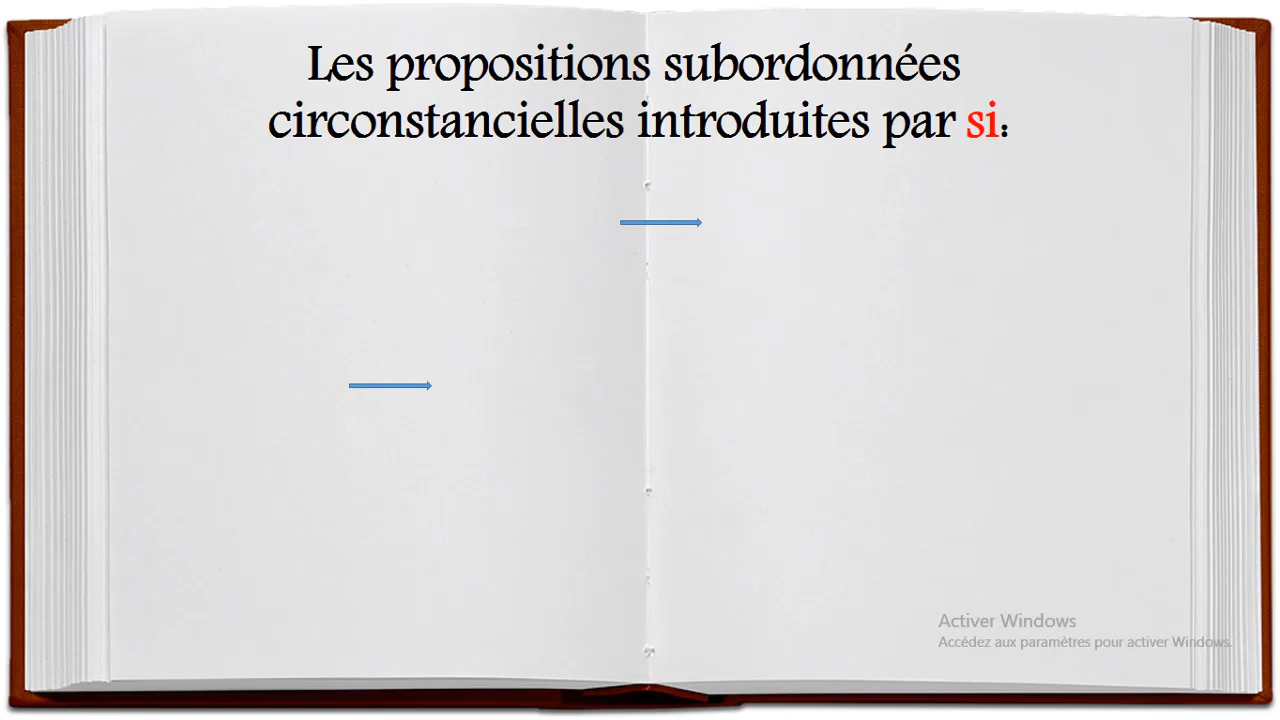 Les propositions subordonnées
circonstancielles introduites par si:
Activer Windows
Accédez aux paramètres pour activer Windows.